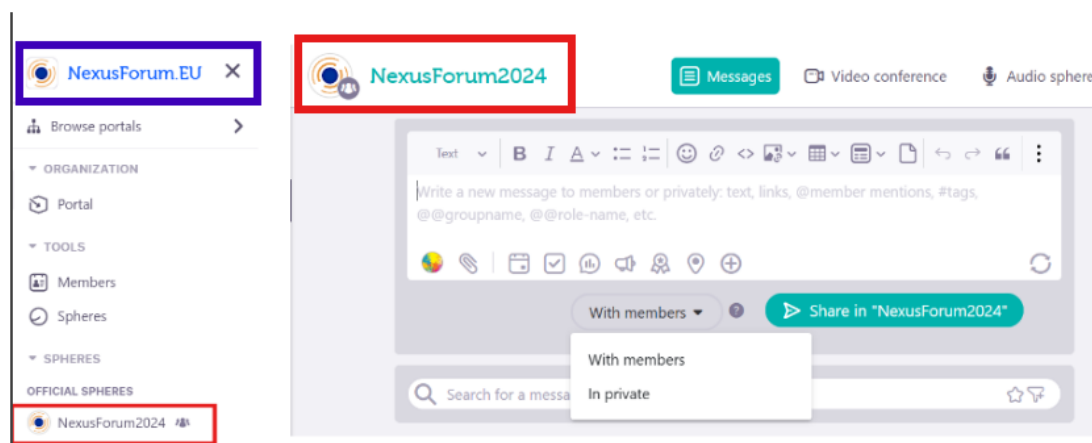 NexusForum.EU
Browse portals
ORGANIZATION
Portal
TOOLS
Members
Spheres
SPHERES
OFFICIAL SPHERES
NexusForum2024
NexusForum2024
Messages
Video conference
Audio sphere
Text
B I A
Write a new message to members or privately: text, links, @member mentions, #tags,
@@groupname, @@role-name, etc.
With members
Share in "NexusForum2024"
With members
In private
Search for a messa